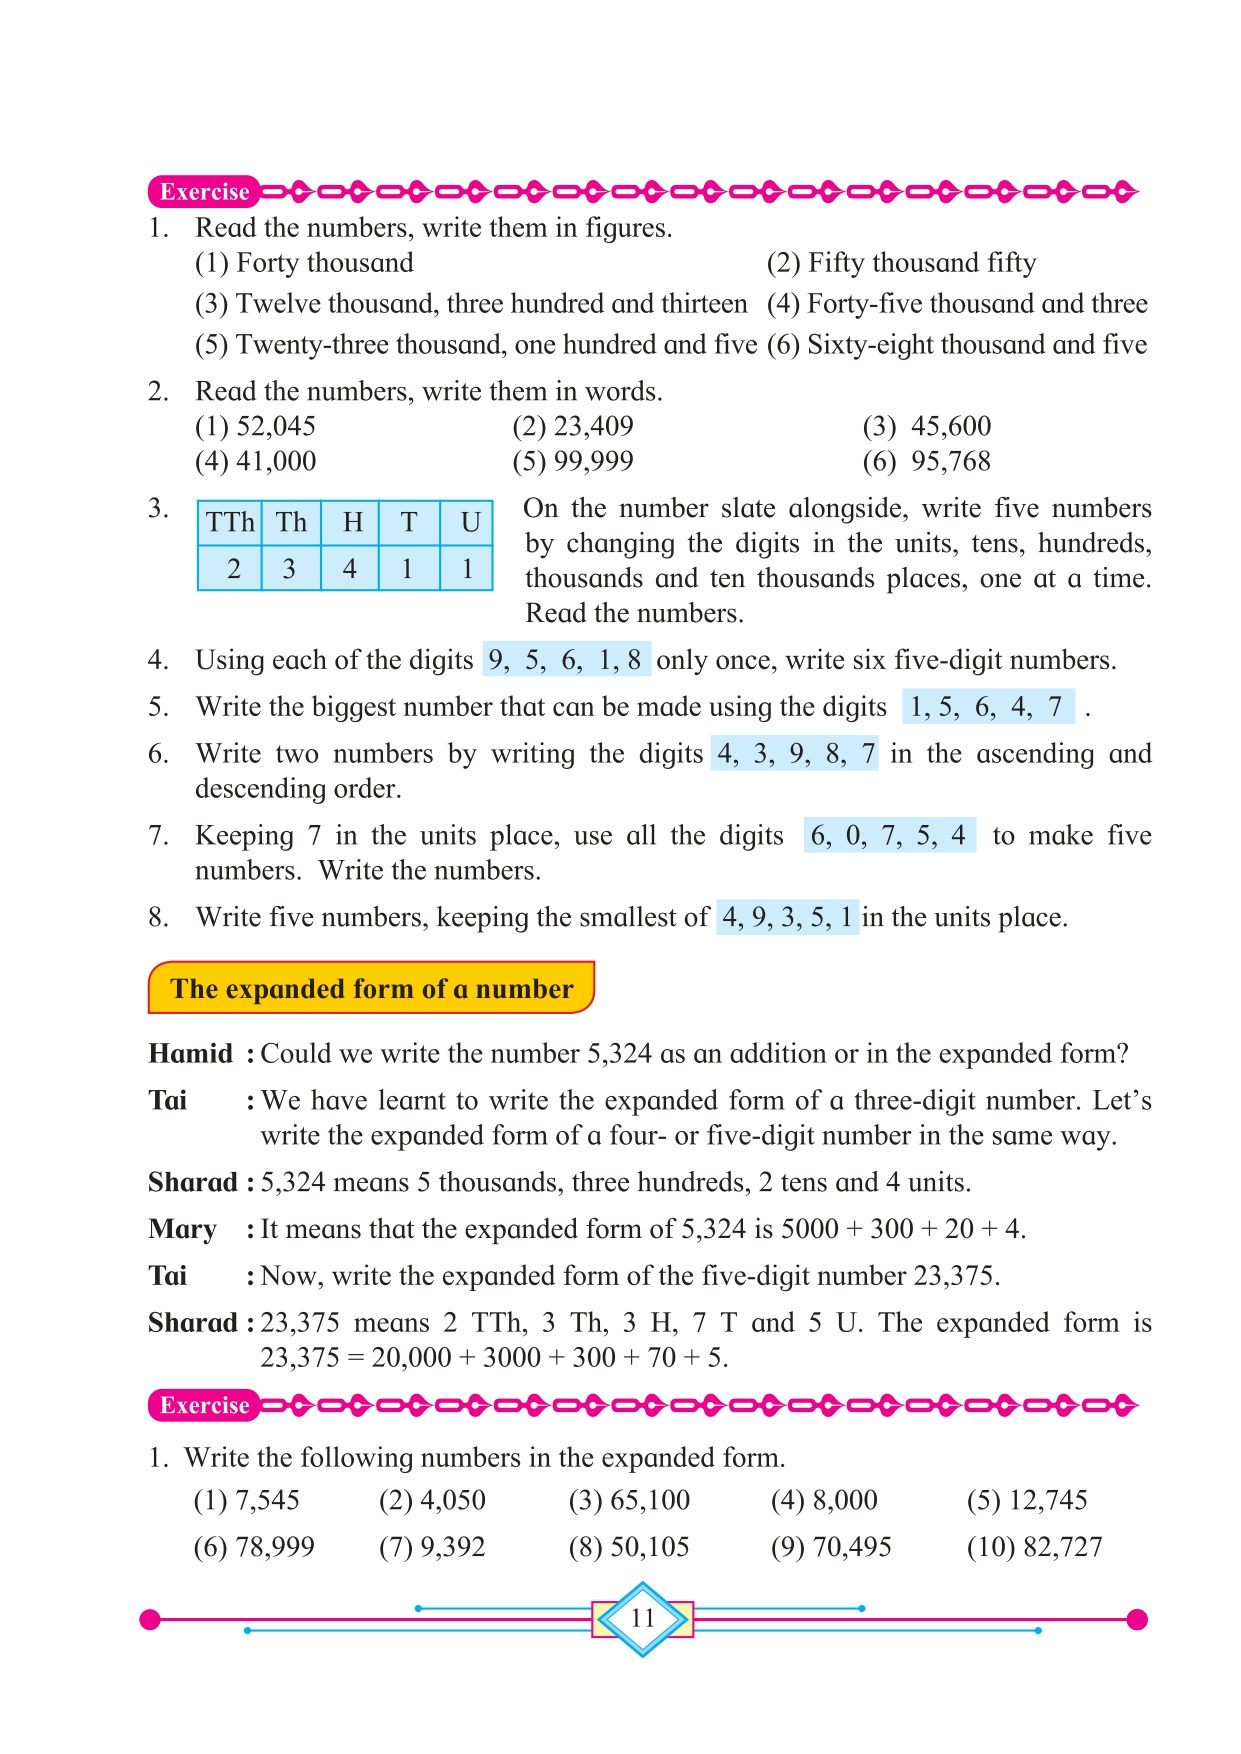 Exercise
1. Read the numbers, write them in figures.
(1) Forty thousand (2) Fifty thousand fifty
(3) Twelve thousand, three hundred and thirteen (4) Forty-five thousand and three
(5) Twenty-three thousand, one hundred and five (6) Sixty-eight thousand and five
2. Read the numbers, write them in words.
(1) 52,045 (2) 23,409 (3) 45,600
(4) 41,000 (5) 99,999 (6) 95,768
3.
TTh Th H T U
2 3 4 1 1
On the number slate alongside, write five numbers
by changing the digits in the units, tens, hundreds,
thousands and ten thousands places, one at a time.
Read the numbers.
4. Using each of the digits 9, 5, 6, 1, 8 only once, write six five-digit numbers.
5. Write the biggest number that can be made using the digits 1, 5, 6, 4, 7 .
6. Write two numbers by writing the digits 4, 3, 9, 8, 7 in the ascending and
descending order.
7. Keeping 7 in the units place, use all the digits 6, 0, 7, 5, 4 to make five
numbers. Write the numbers.
8. Write five numbers, keeping the smallest of 4, 9, 3, 5, 1 in the units place.
The expanded form of a number
Hamid : Could we write the number 5,324 as an addition or in the expanded form?
Tai : We have learnt to write the expanded form of a three-digit number. Let’s
write the expanded form of a four- or five-digit number in the same way.
Sharad : 5,324 means 5 thousands, three hundreds, 2 tens and 4 units.
Mary : It means that the expanded form of 5,324 is 5000 + 300 + 20 + 4.
Tai : Now, write the expanded form of the five-digit number 23,375.
Sharad : 23,375 means 2 TTh, 3 Th, 3 H, 7 T and 5 U. The expanded form is
23,375 = 20,000 + 3000 + 300 + 70 + 5.
Exercise
1. Write the following numbers in the expanded form.
(1) 7,545 (2) 4,050 (3) 65,100 (4) 8,000 (5) 12,745
(6) 78,999 (7) 9,392 (8) 50,105 (9) 70,495 (10) 82,727
11